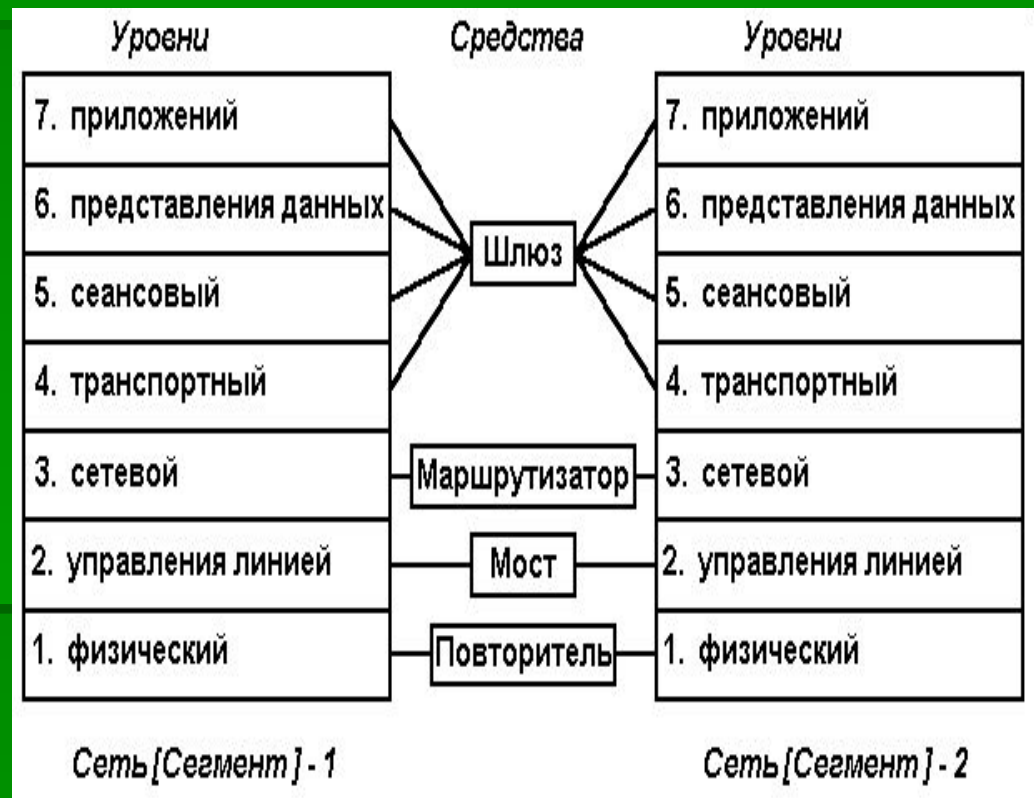 Уровни Средства Уровни
7. приложений 7. приложений
6. представления данных 6. представления данных
Шлюз
5. сеансовый 5. сеансовый
4. транспортный 4. транспортный
3. сетевой Маршрутизатор 3. сетевой
2. управления линией Мост 2. управления линией
1. физический Повторитель 1. физический
Сеть [Сегмент] - 1 Сеть [Сегмент] - 2